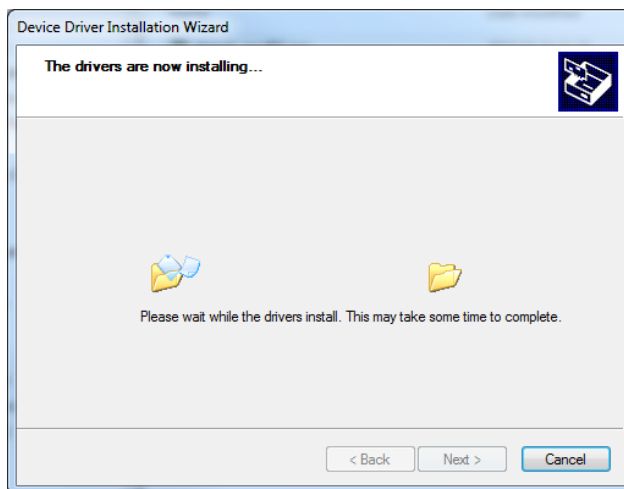 Device Driver Installation Wizard
The drivers are now installing...
Please wait while the drivers install. This may take some time to complete.
< Back
Next >
Cancel